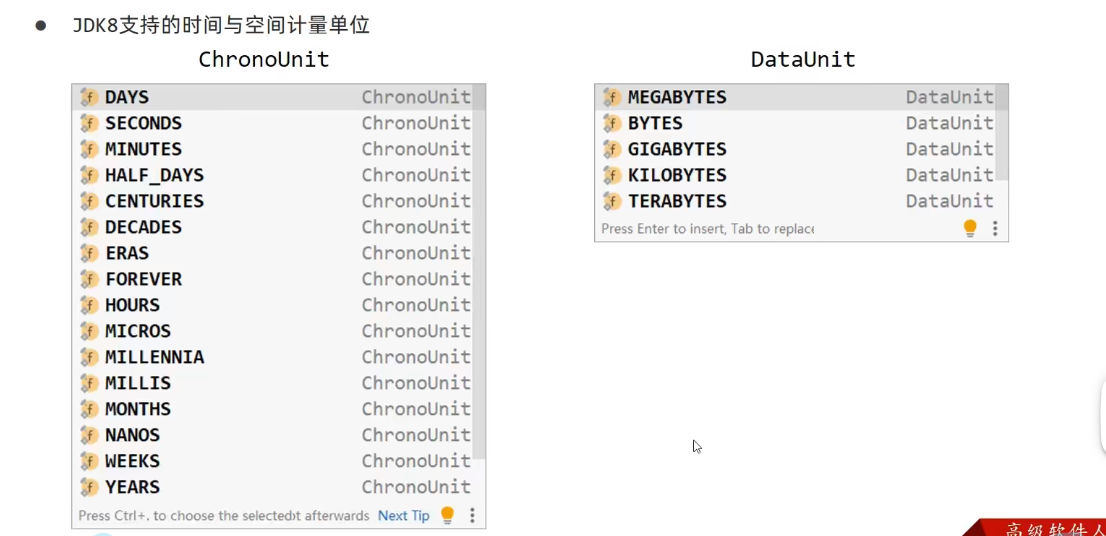 ● JDK8支持的时间与空间计量单位
ChronoUnit
DAYS ChronoUnit
SECONDS ChronoUnit
MINUTES ChronoUnit
HALF_DAYS ChronoUnit
CENTURIES ChronoUnit
DECADES ChronoUnit
ERAS ChronoUnit
FOREVER ChronoUnit
HOURS ChronoUnit
MICROS ChronoUnit
MILLENNIA ChronoUnit
MILLIS ChronoUnit
MONTHS ChronoUnit
NANOS ChronoUnit
WEEKS ChronoUnit
YEARS ChronoUnit
Press Ctrl+. to choose the selectedbt afterwards Next Tip
DataUnit
MEGABYTES DataUnit
BYTES DataUnit
GIGABYTES DataUnit
KILOBYTES DataUnit
TERABYTES DataUnit
Press Enter to insert, Tab to replace
高级软件人